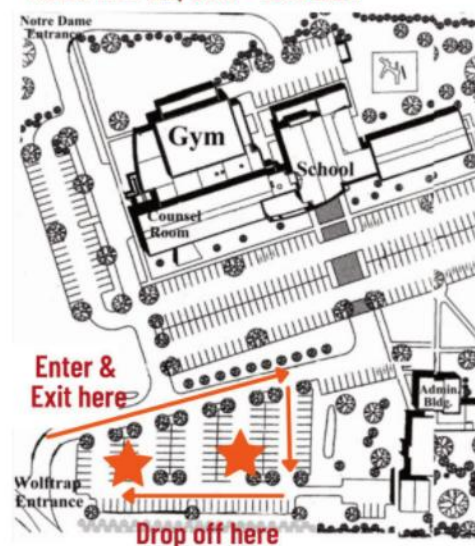 Notre Dame
Entrance
Gym
School
Counsel
Room
Enter &
Exit here
Admin.
Bldg.
Wolftrap
Entrance
Drop off here